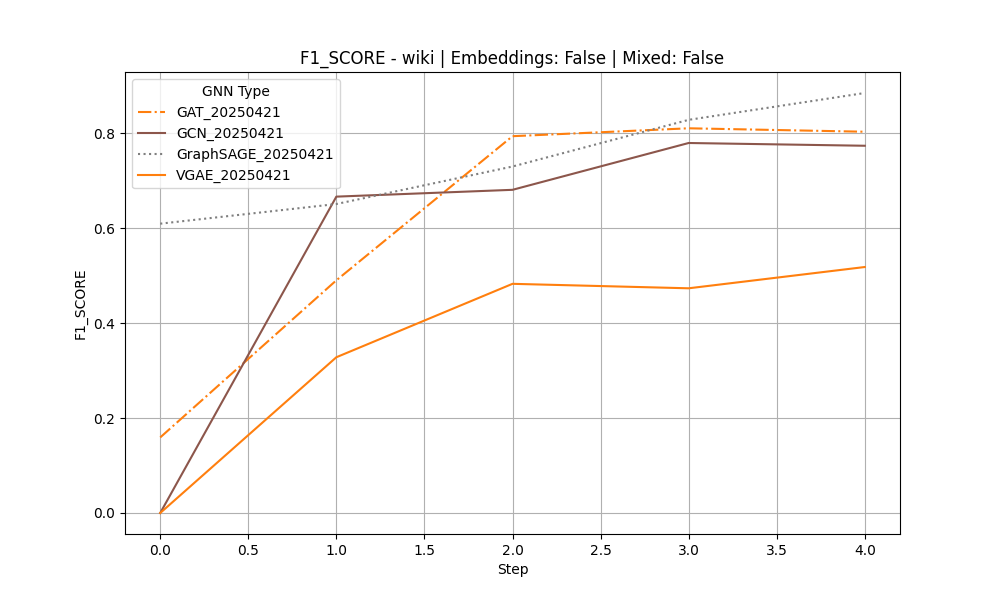 F1_SCORE - wiki | Embeddings: False | Mixed: False
GNN Type
GAT_20250421
GCN_20250421
GraphSAGE_20250421
VGAE_20250421
F1_SCORE
0.8
0.6
0.4
0.2
0.0
0.0 0.5 1.0 1.5 2.0 2.5 3.0 3.5 4.0
Step